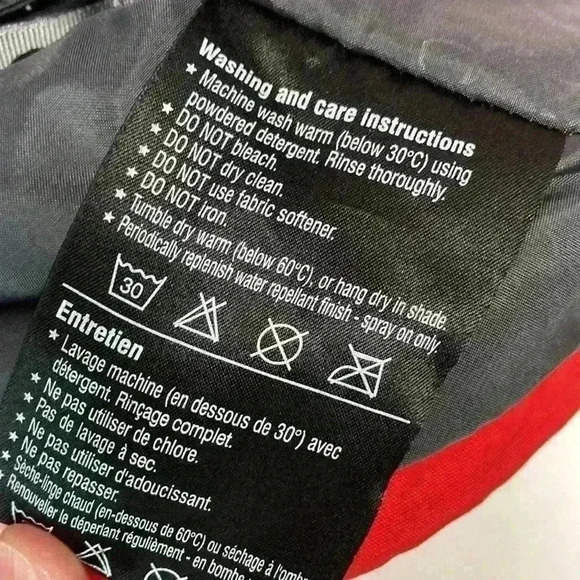 Washing and care instructions
★ Machine wash warm (below 30°C) using
powdered detergent. Rinse thoroughly.
★ DO NOT bleach.
★ DO NOT dry clean.
★ DO NOT use fabric softener.
★ DO NOT iron.
★ Tumble dry warm (below 60°C), or hang dry in shade.
★ Periodically replenish water repellant finish - spray on only.
30
Entretien
★ Lavage machine (en dessous de 30°) avec
détergent. Rinçage complet.
★ Ne pas utiliser de chlore.
★ Pas de lavage à sec.
★ Ne pas utiliser d'adoucissant.
★ Ne pas repasser.
★ Sèche-linge chaud (en-dessous de 60°C) ou séchage à l'ombre
★ Renouveller le déperlant régulièrement - en bombe